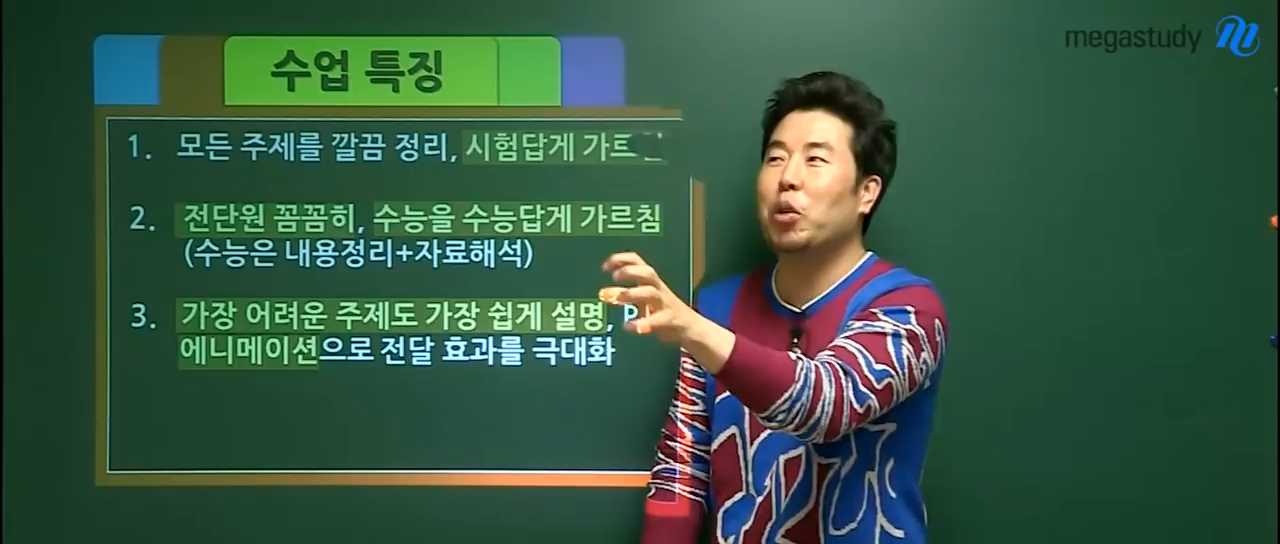 megastudy
수업 특징
1. 모든 주제를 깔끔 정리, 시험답게
2. 전단원 꼼꼼히, 수능을 수능답게 가르침
(수능은 내용정리+자료해석)
3. 가장 어려운 주제도 가장 쉽게 설명,
에니메이션으로 전달 효과를 극대화